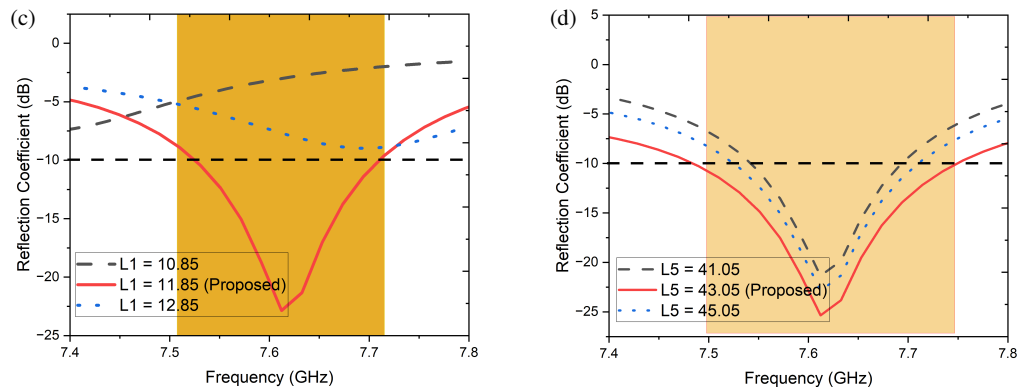 (c)
0
−5
−10
−15
−20
−25
Reflection Coefficient (dB)
L1 = 10.85
L1 = 11.85 (Proposed)
L1 = 12.85
7.4
7.5
7.6
7.7
7.8
Frequency (GHz)
(d)
5
0
−5
−10
−15
−20
−25
Reflection Coefficient (dB)
L5 = 41.05
L5 = 43.05 (Proposed)
L5 = 45.05
7.4
7.5
7.6
7.7
7.8
Frequency (GHz)